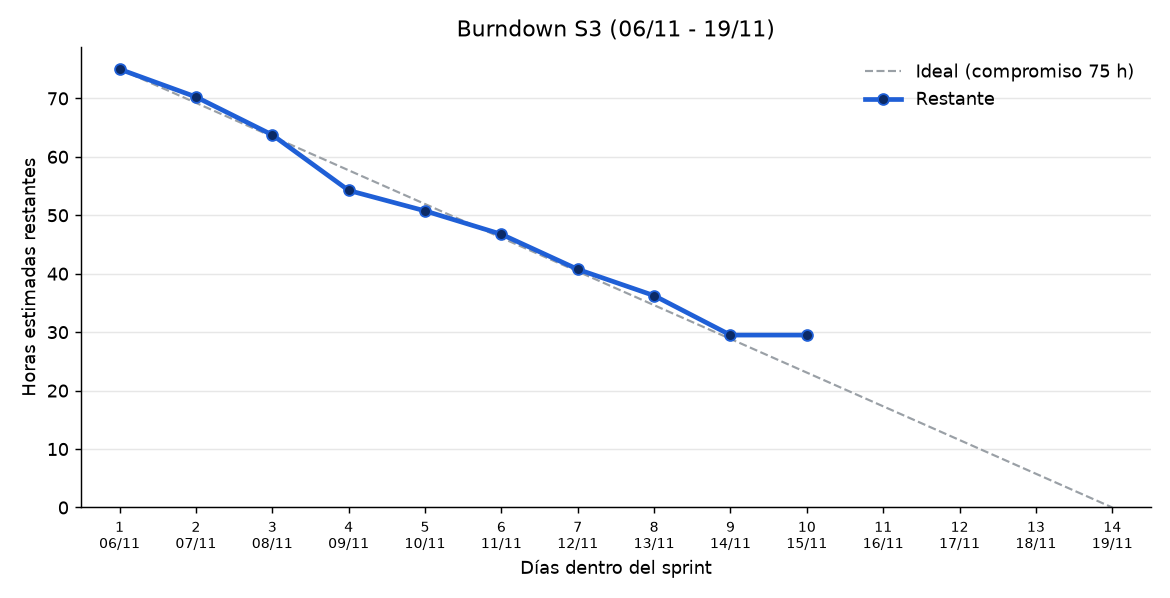 Burndown S3 (06/11 - 19/11)
Ideal (compromiso 75 h)
Restante
Horas estimadas restantes
70
60
50
40
30
20
10
0
1 2 3 4 5 6 7 8 9 10 11 12 13 14
06/11 07/11 08/11 09/11 10/11 11/11 12/11 13/11 14/11 15/11 16/11 17/11 18/11 19/11
Días dentro del sprint